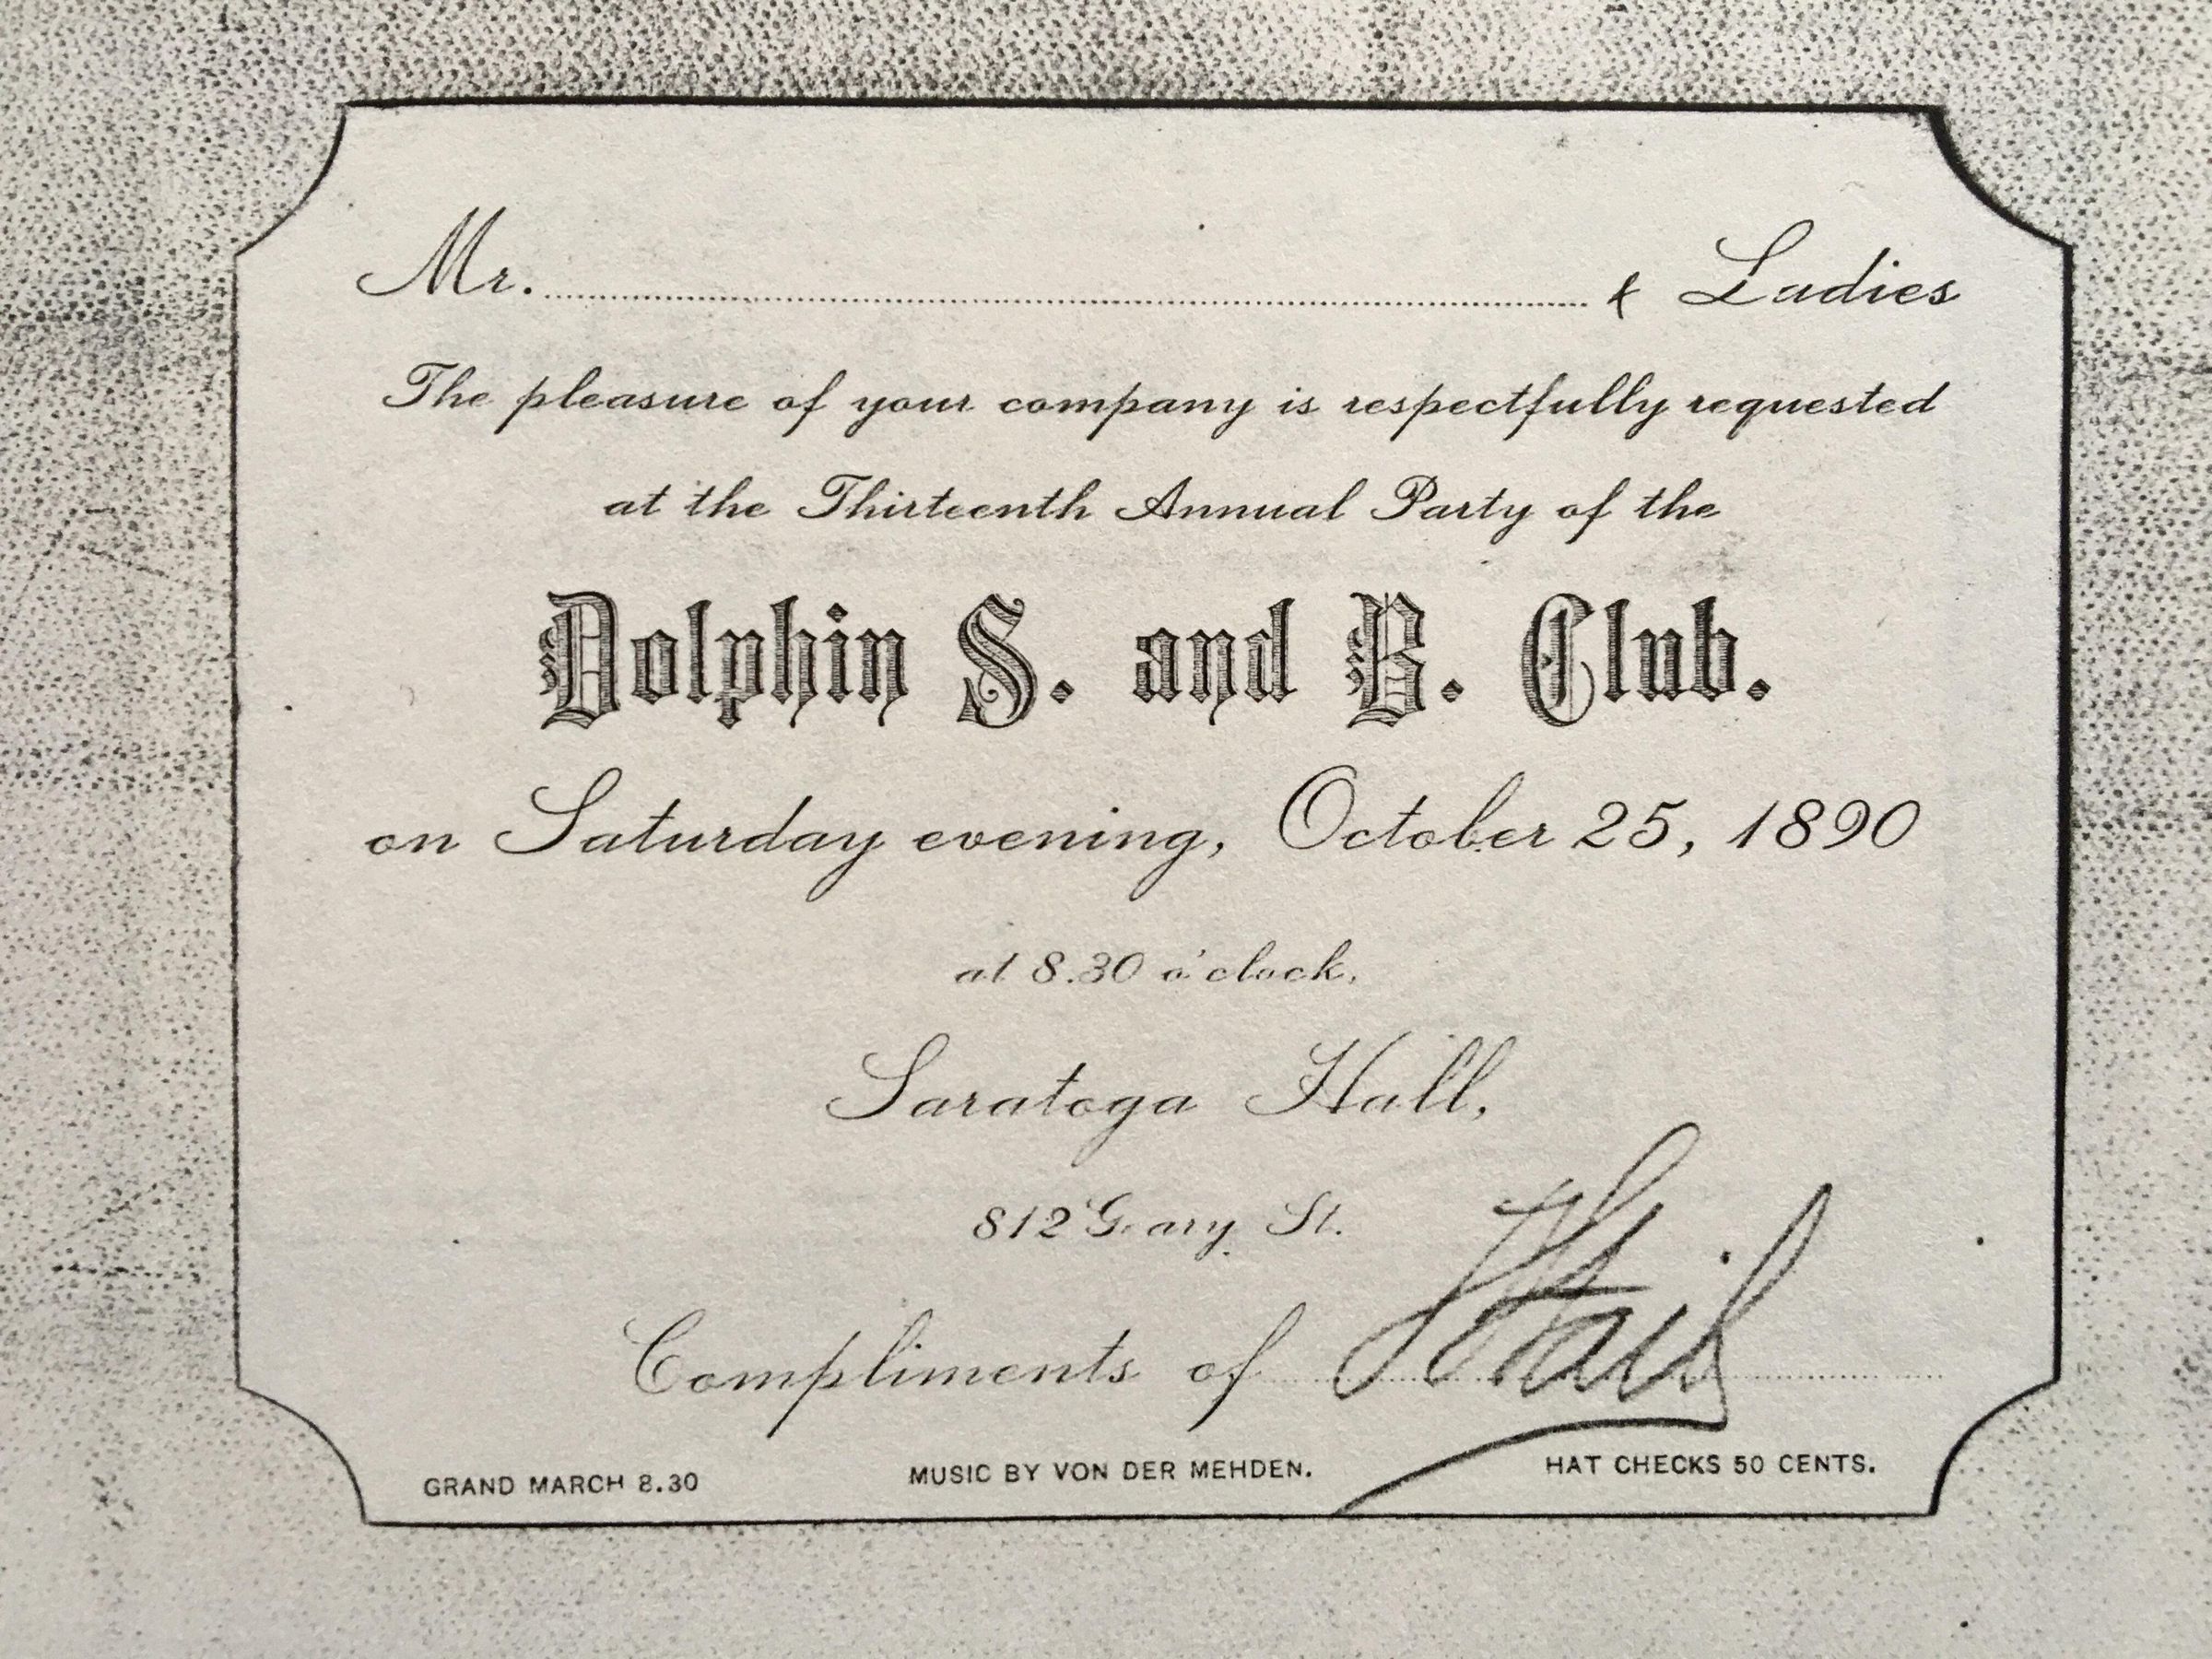 Mr. & Ladies
The pleasure of your company is respectfully requested
at the Thirteenth Annual Party of the
Dolphin S. and B. Club.
on Saturday evening, October 25, 1890
at 8.30 o'clock,
Saratoga Hall,
812 Geary St.
Compliments of
GRAND MARCH 8.30 MUSIC BY VON DER MEHDEN. HAT CHECKS 50 CENTS.